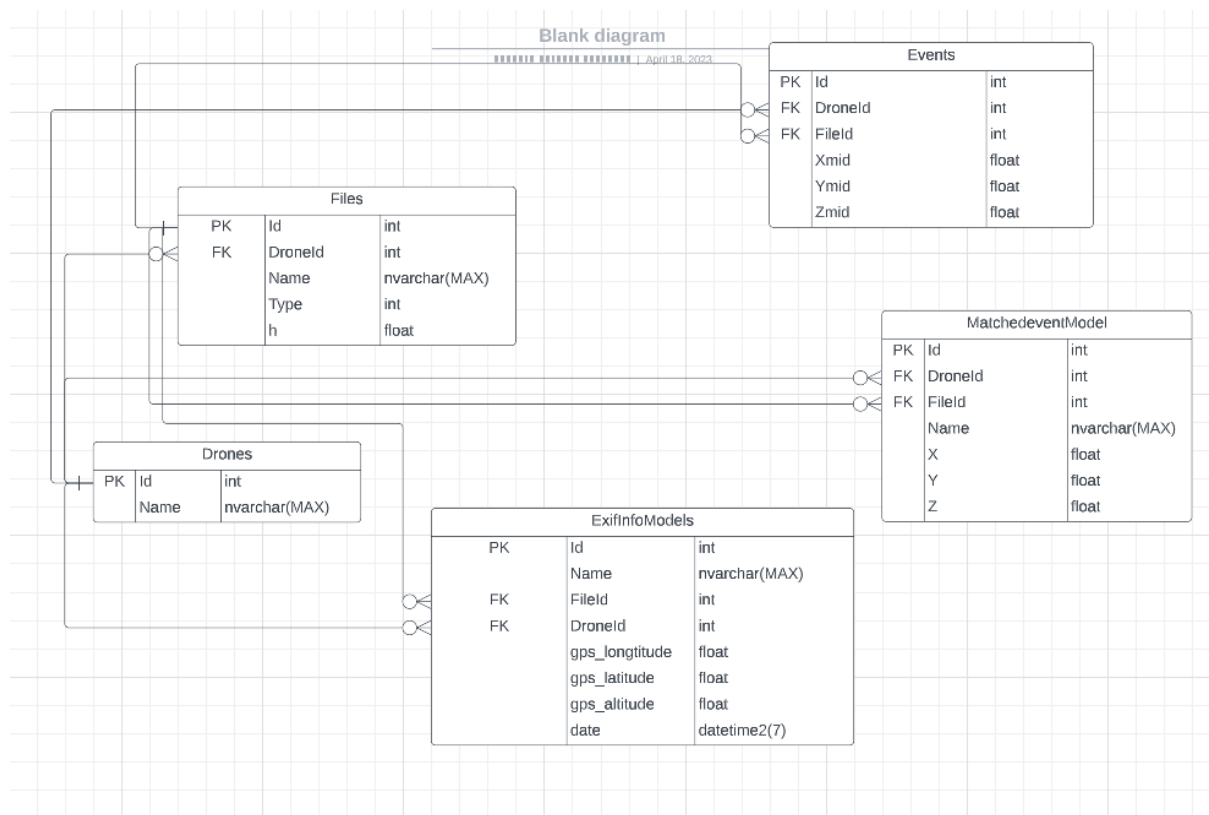 Blank diagram
| April 18, 2023
Events
PK Id int
FK DroneId int
FK FileId int
Xmid float
Ymid float
Zmid float
Files
PK Id int
FK DroneId int
Name nvarchar(MAX)
Type int
h float
MatchedeventModel
PK Id int
FK DroneId int
FK FileId int
Name nvarchar(MAX)
X float
Y float
Z float
Drones
PK Id int
Name nvarchar(MAX)
ExifInfoModels
PK Id int
Name nvarchar(MAX)
FK FileId int
FK DroneId int
gps_longtitude float
gps_latitude float
gps_altitude float
date datetime2(7)